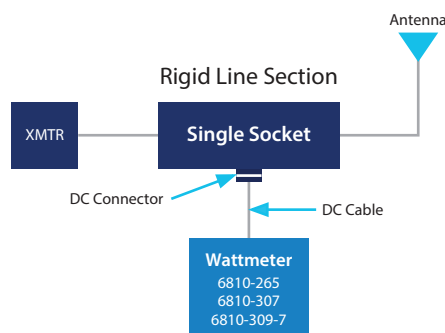 Antenna
Rigid Line Section
XMTR
Single Socket
DC Connector
DC Cable
Wattmeter
6810-265
6810-307
6810-309-7